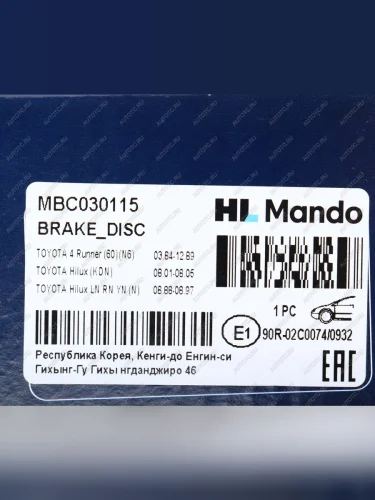 MBC030115
BRAKE_DISC
HL Mando
TOYOTA 4 Runner (60)(N6) 03.84-12.89
TOYOTA Hilux (KDN) 08.01-08.05
TOYOTA Hilux LN RN YN (N) 08.88-08.97
1 PC
E1 90R-02C0074/0932
Республика Корея, Кенги-до Енгин-си
Гихынг-Гу Гихы нгданджиро 46
EAC